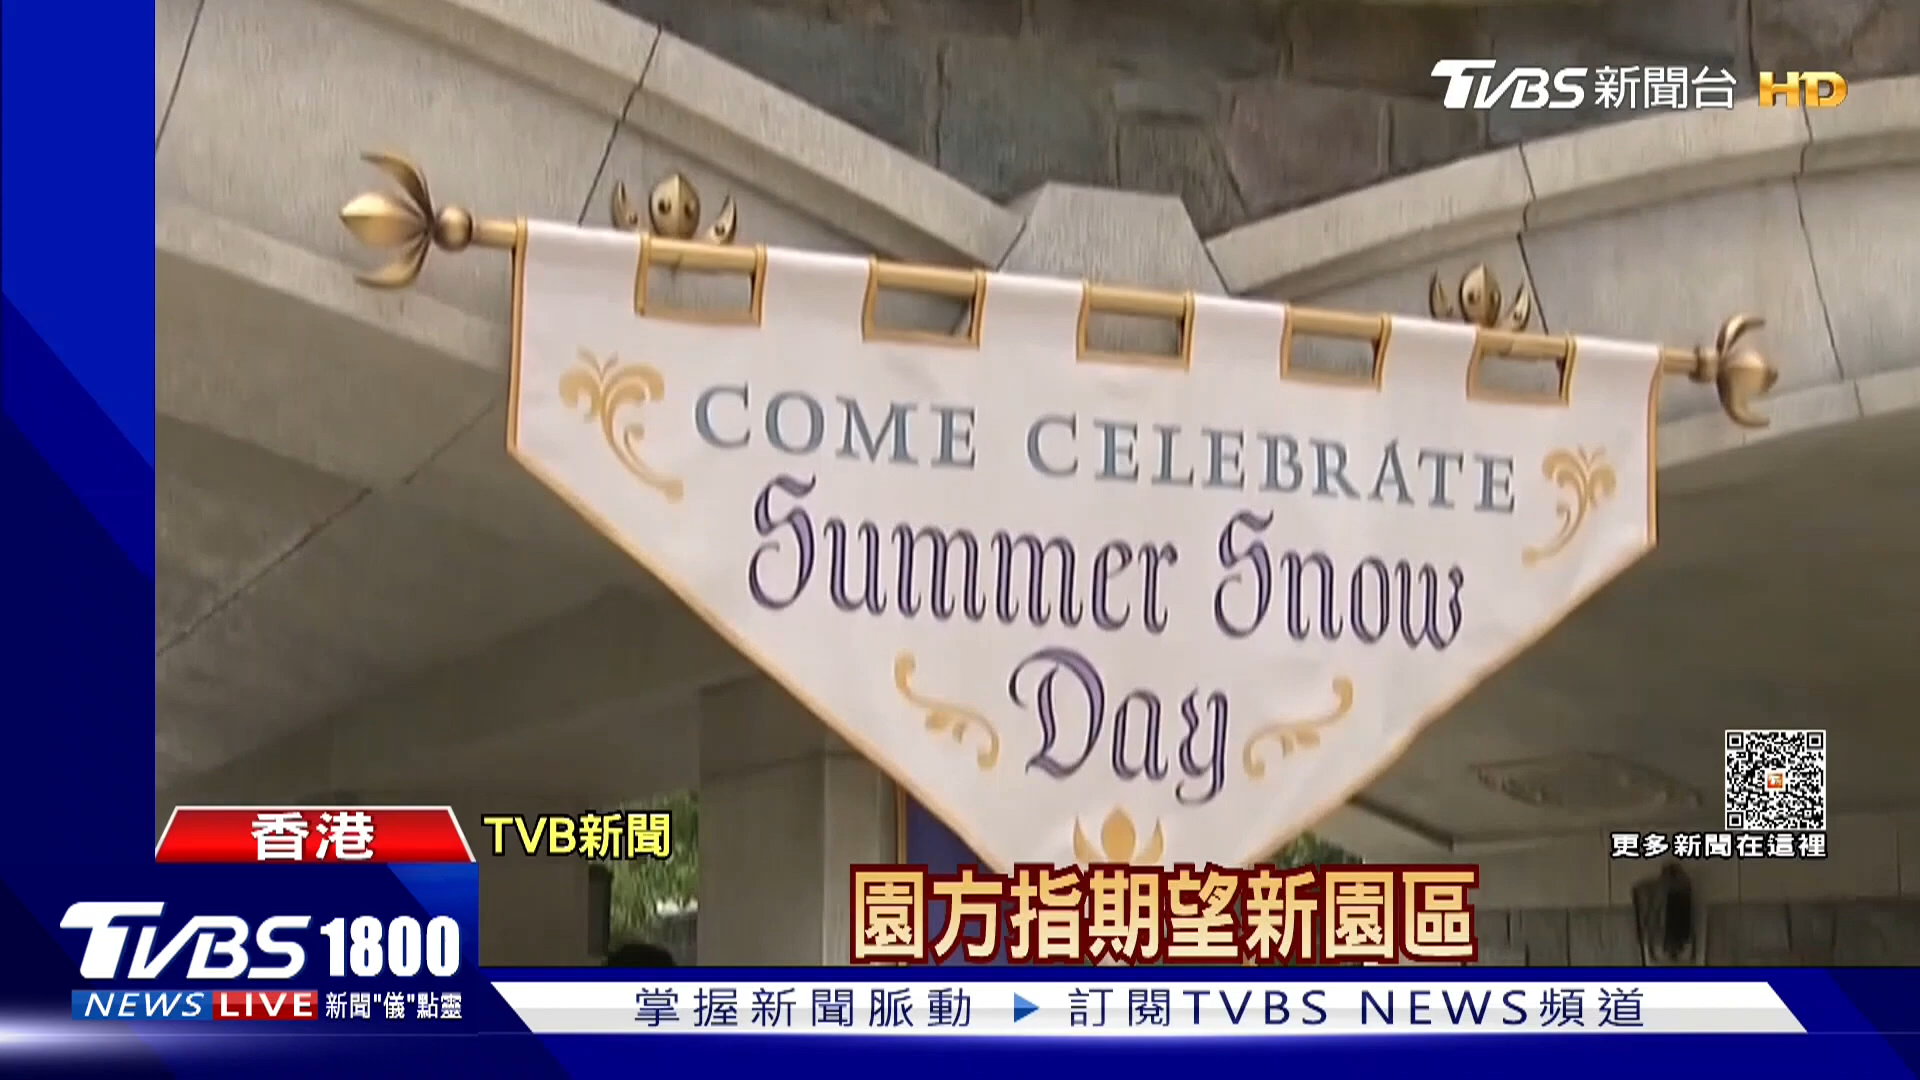 TVBS新聞台 HD
COME CELEBRATE
Summer Snow
Day
香港
TVB新聞
更多新聞在這裡
園方指期望新園區
TVBS 1800
NEWS LIVE 新聞"儀"點靈
掌握新聞脈動 ▶ 訂閱TVBS NEWS頻道